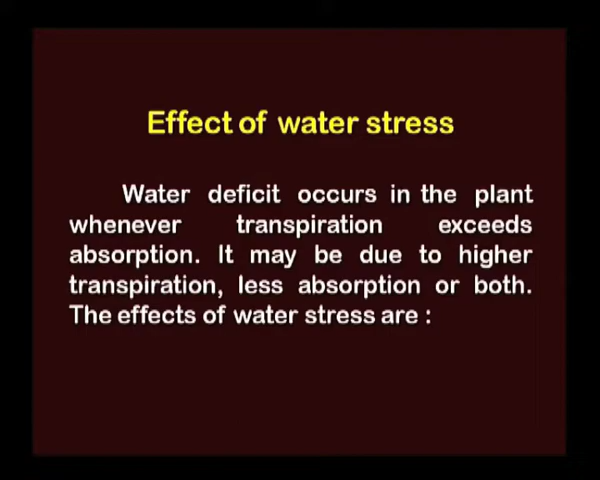 Effect of water stress
Water deficit occurs in the plant
whenever transpiration exceeds
absorption. It may be due to higher
transpiration, less absorption or both.
The effects of water stress are :